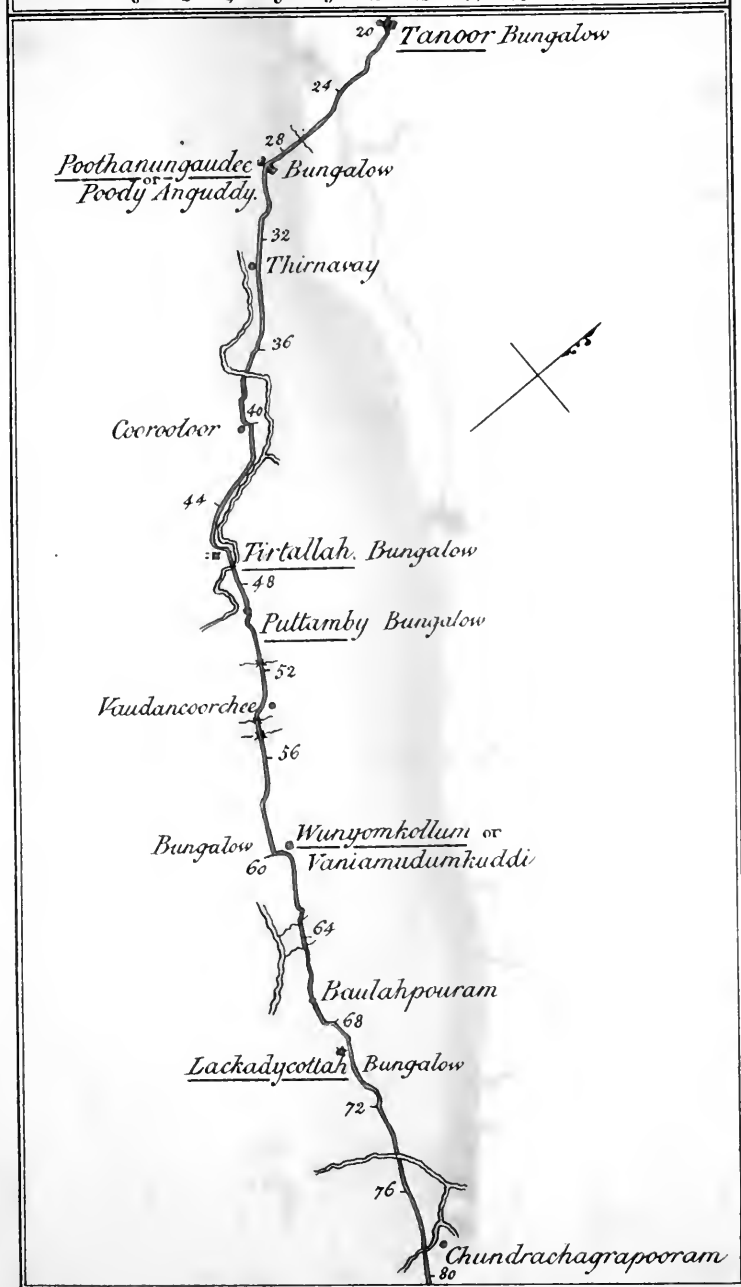 20 Tanoor Bungalow
24
28
Poothanungaudee Bungalow
or
Poody Anguddy.
32
Thirnavay
36
40
Coorooloor
44
Tirtallah. Bungalow
48
Puttamby Bungalow
52
Vaudancoorchee
56
Wunyomkollum or
Bungalow Vaniamudumkuddi
60
64
Baulahpouram
68
Lackadycottah Bungalow
72
76
Chundrachagrapooram
80